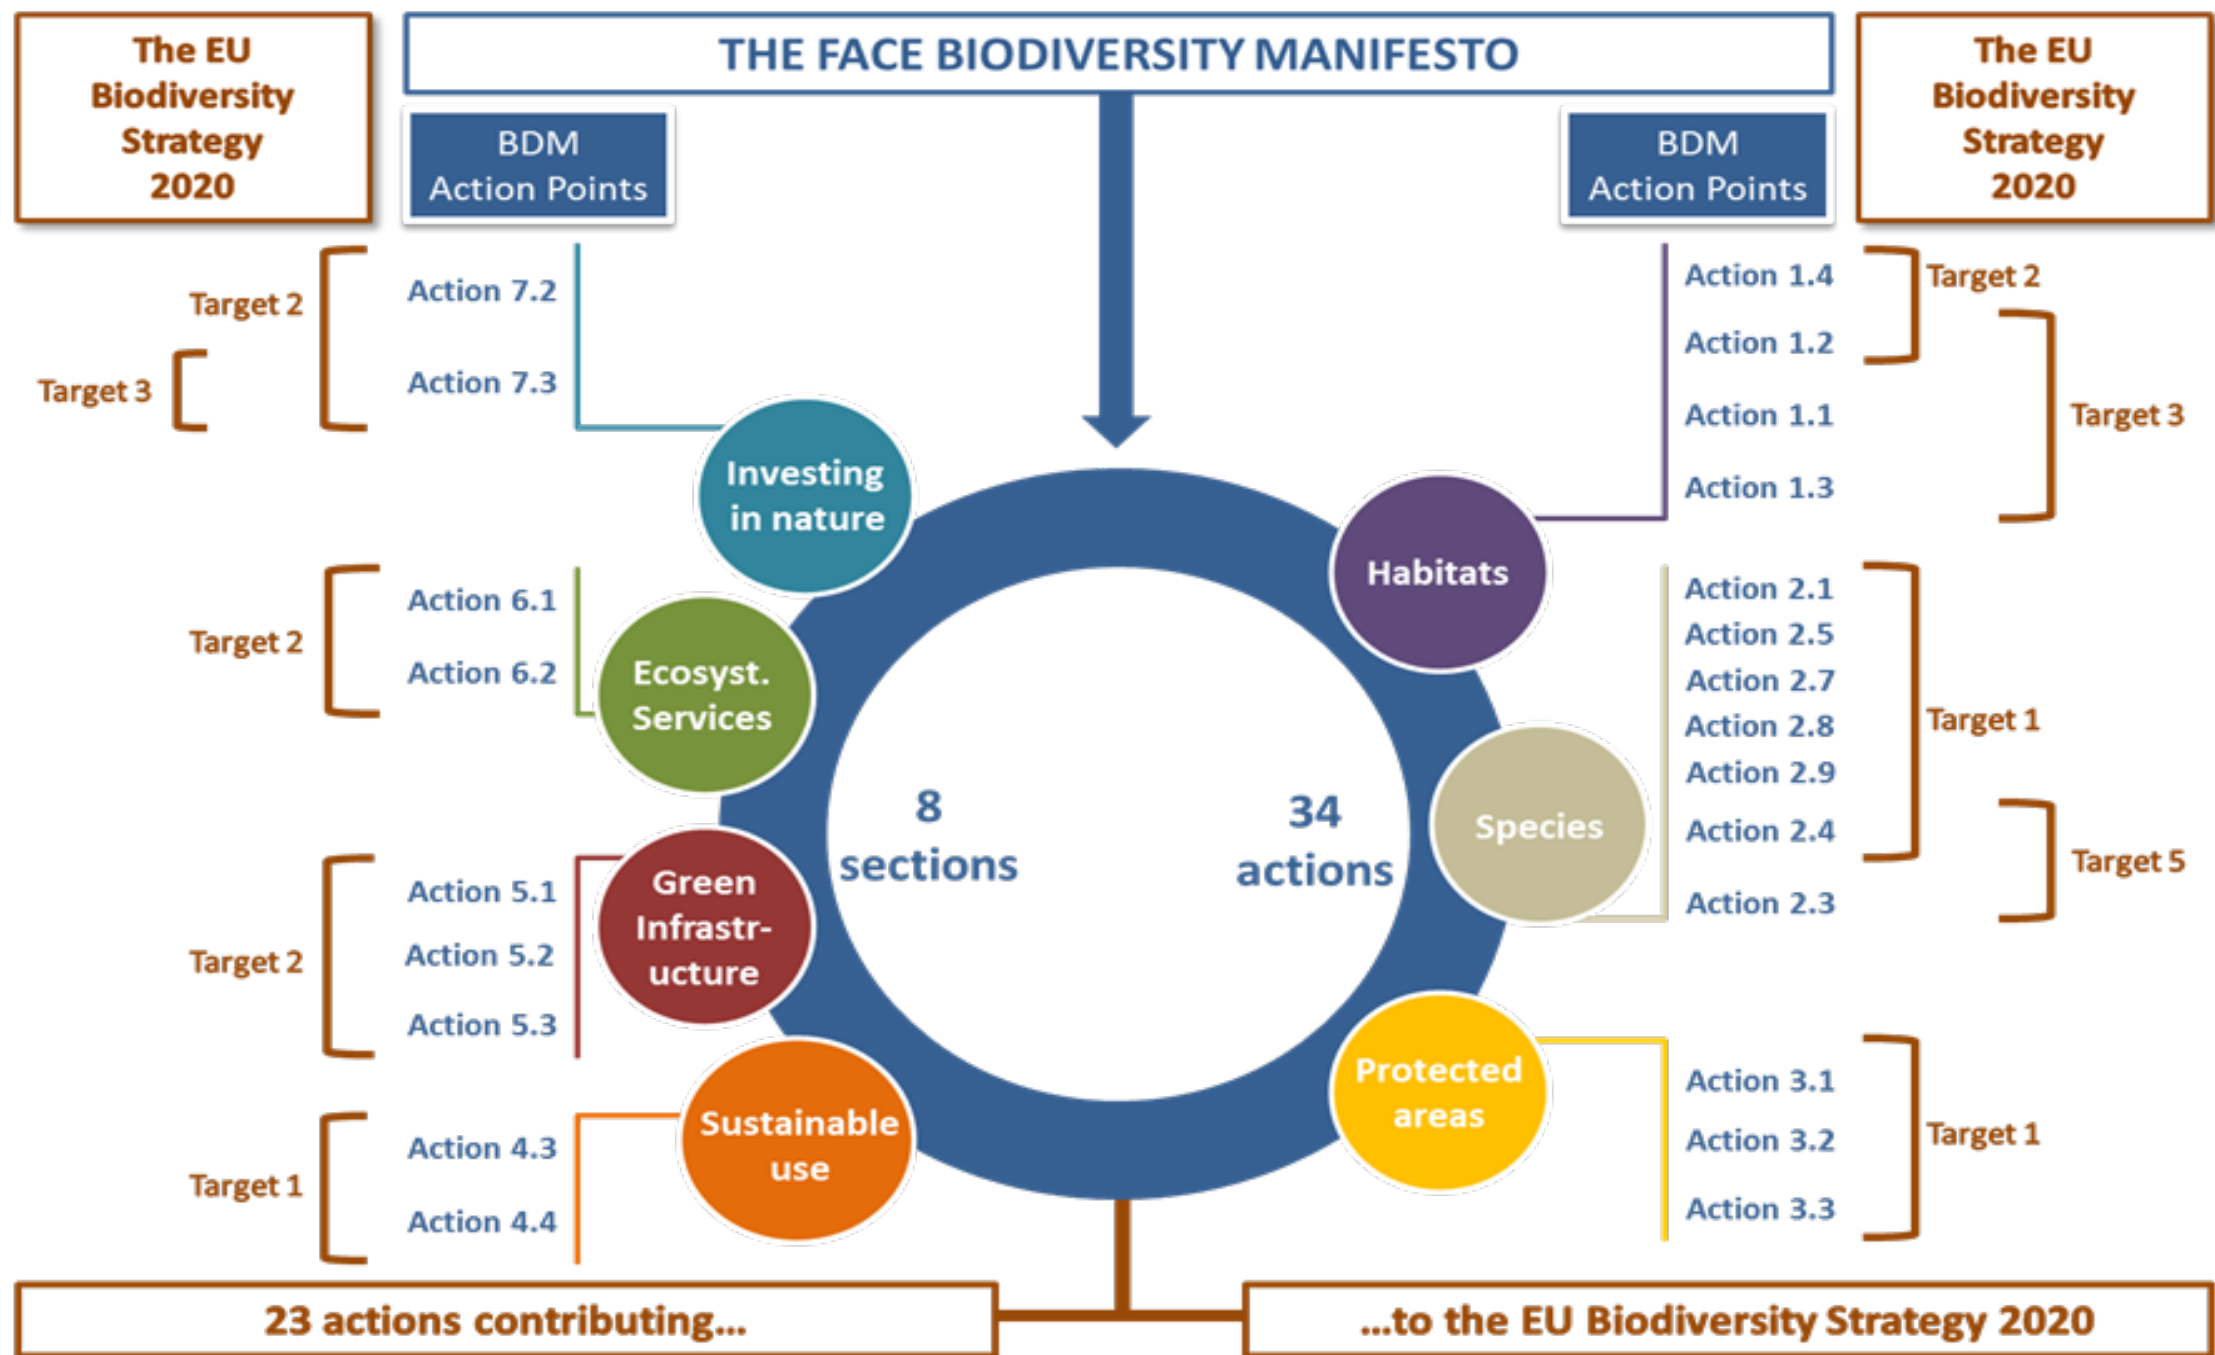 The EU
Biodiversity
Strategy
2020
THE FACE BIODIVERSITY MANIFESTO
The EU
Biodiversity
Strategy
2020
BDM
Action Points
BDM
Action Points
Target 2
Target 3
Action 7.2
Action 7.3
Investing
in nature
Target 2
Action 6.1
Action 6.2
Ecosyst.
Services
Target 2
Action 5.1
Action 5.2
Action 5.3
Green
Infrastr-
ucture
Target 1
Action 4.3
Action 4.4
Sustainable
use
8
sections
34
actions
Habitats
Action 1.4
Action 1.2
Action 1.1
Action 1.3
Target 2
Target 3
Species
Action 2.1
Action 2.5
Action 2.7
Action 2.8
Action 2.9
Action 2.4
Action 2.3
Target 1
Target 5
Protected
areas
Action 3.1
Action 3.2
Action 3.3
Target 1
23 actions contributing...
...to the EU Biodiversity Strategy 2020